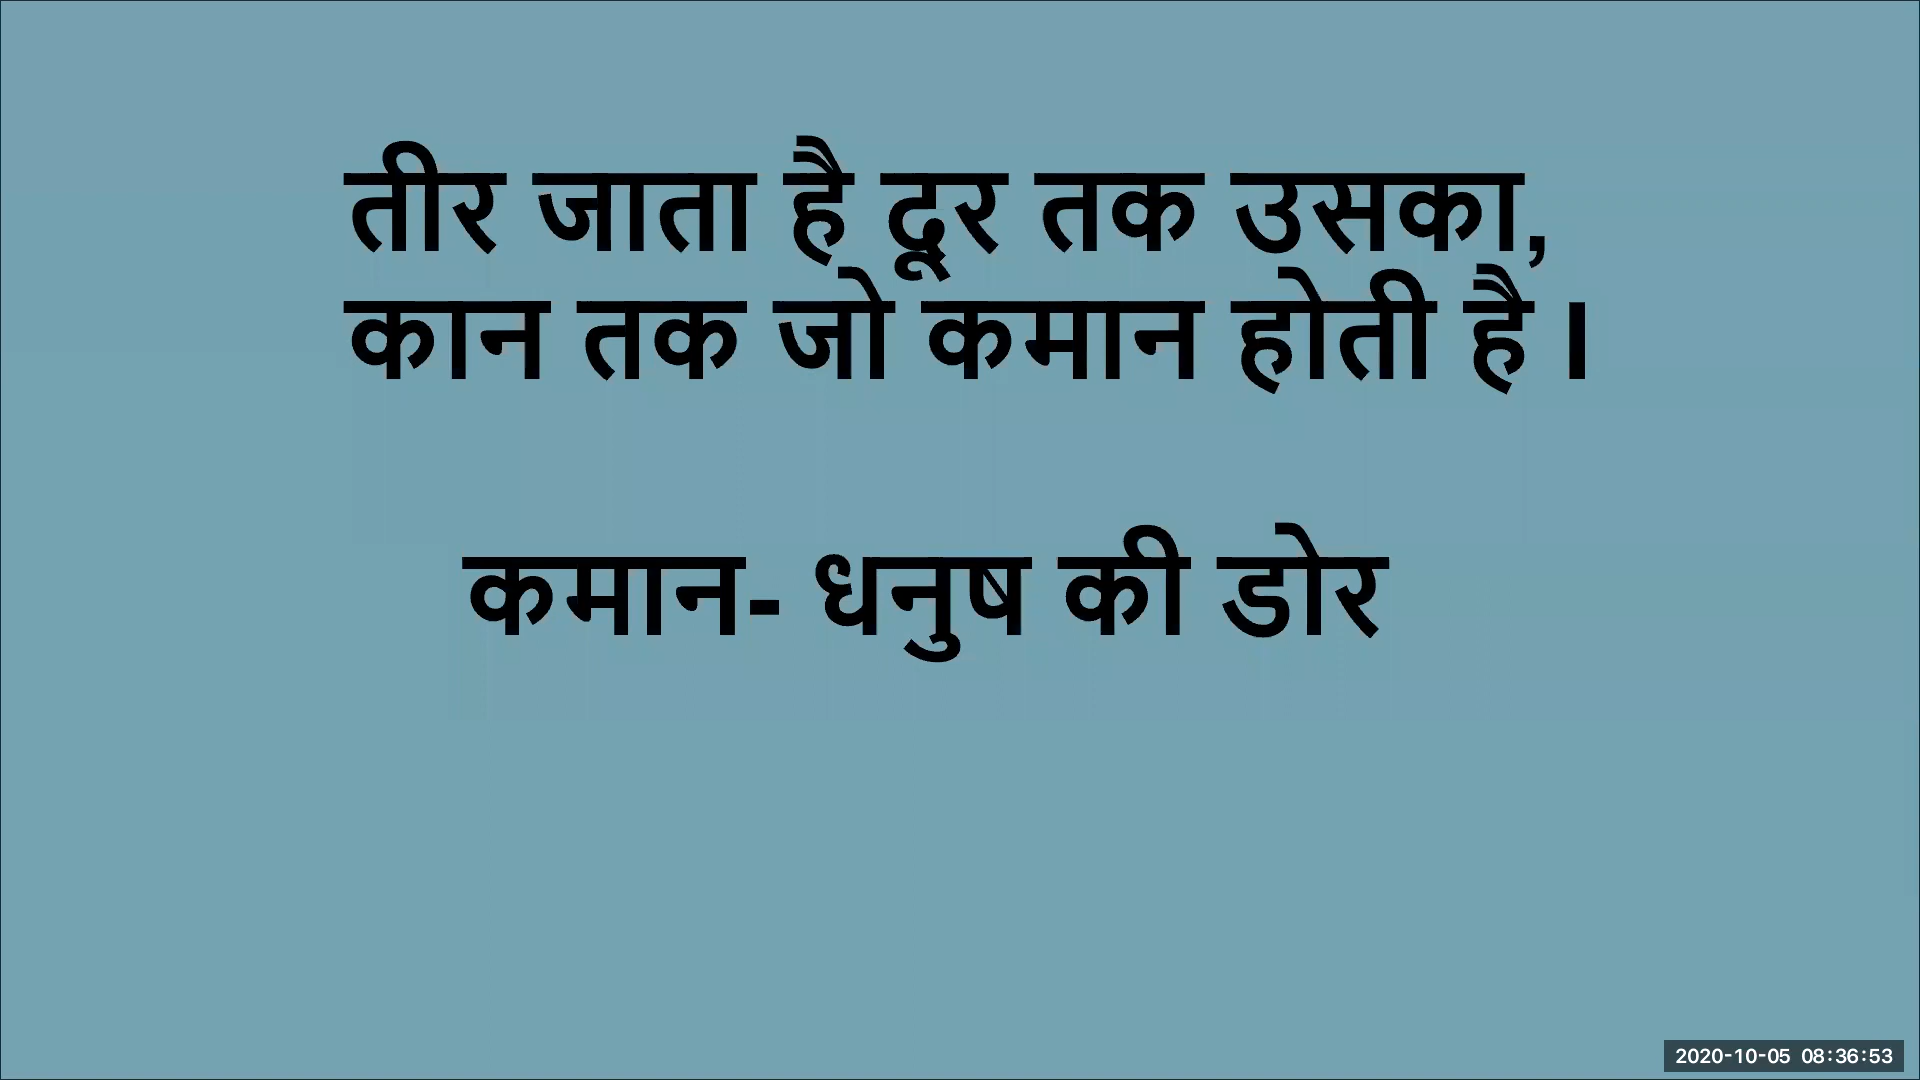 तीर जाता है दूर तक उसका,
कान तक जो कमान होती है ।
कमान- धनुष की डोर
2020-10-05 08:36:53